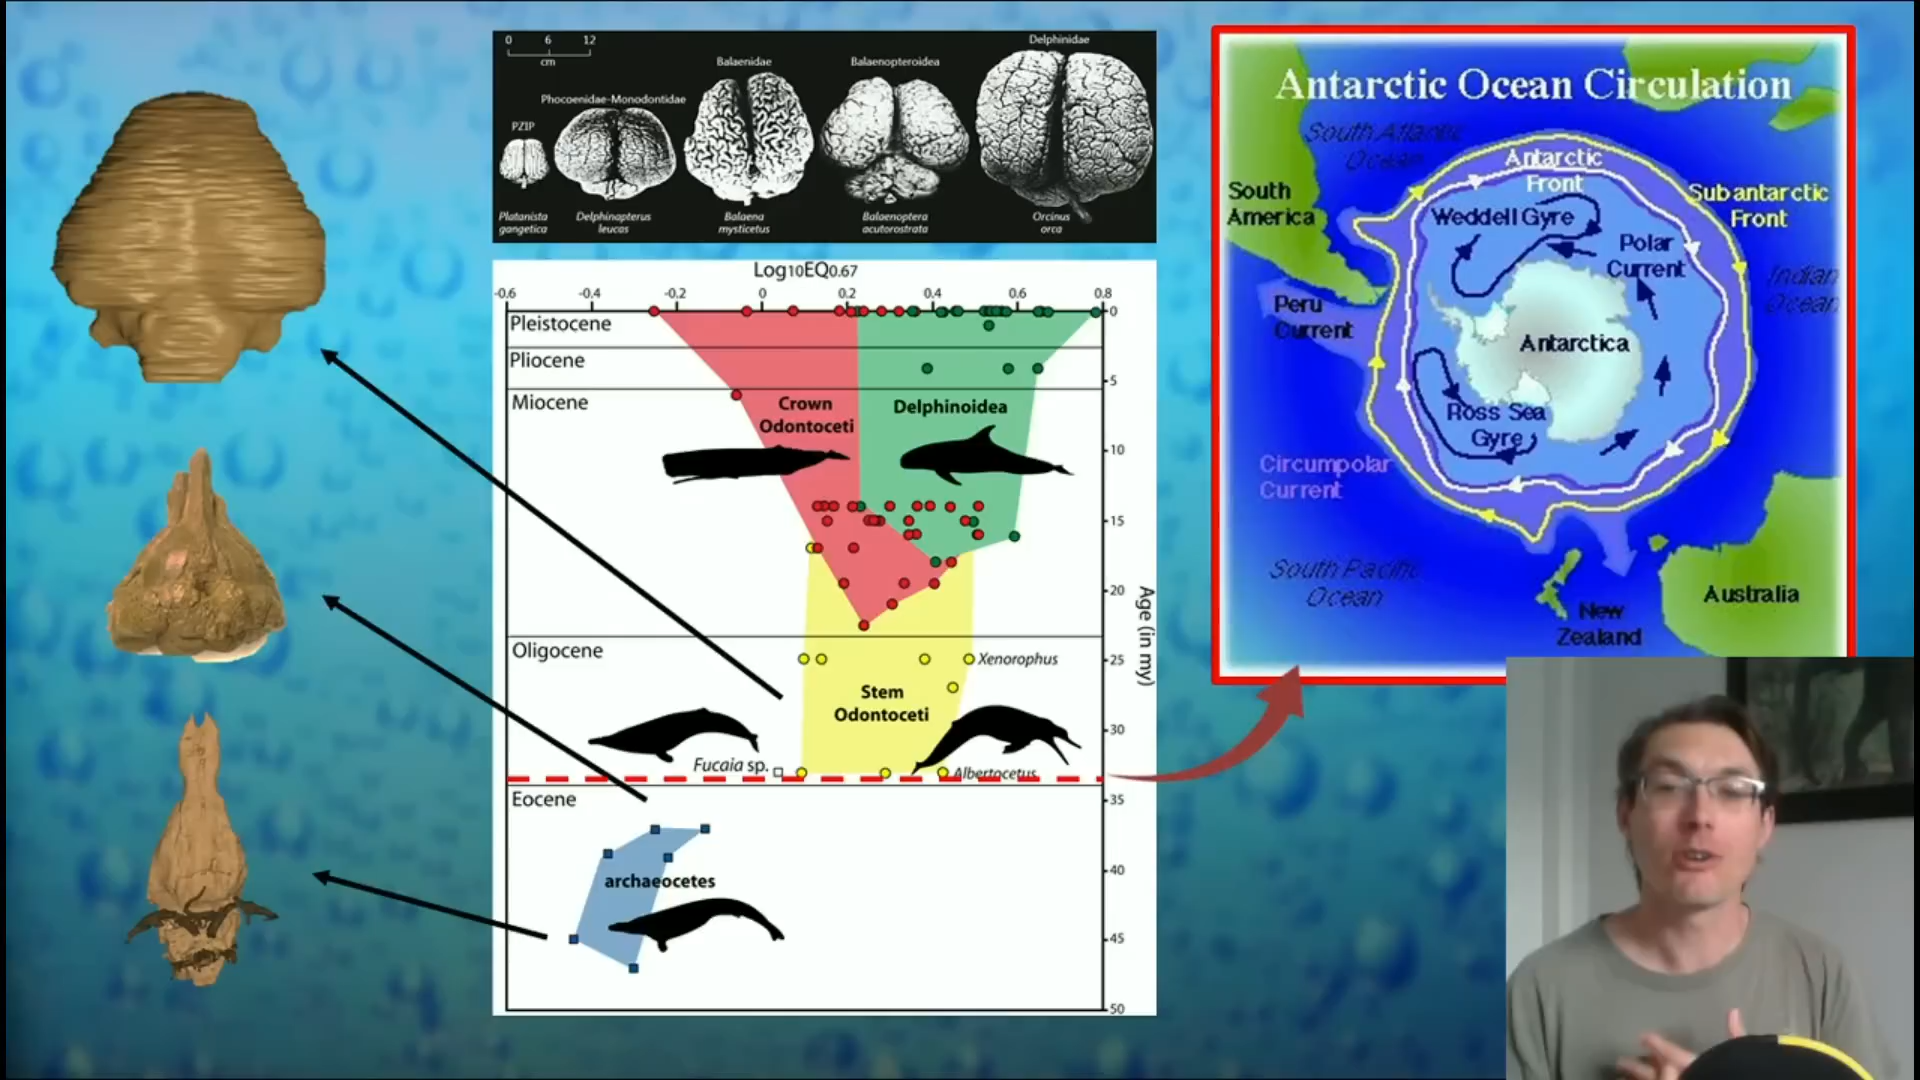 0 6 12
cm
PZIP
Phocoenidae-Monodontidae
Balaenidae
Balaenopteroidea
Delphinidae
Platanista
gangetica
Delphinapterus
leucas
Balaena
mysticetus
Balaenoptera
acutorostrata
Orcinus
orca
Log10EQ0.67
-0.6 -0.4 -0.2 0 0.2 0.4 0.6 0.8
Pleistocene
0
Pliocene
5
Miocene
Crown
Odontoceti
Delphinoidea
10
15
20
Age (in my)
Oligocene
25
Xenorophus
Stem
Odontoceti
30
Fucaia sp.
Albertocetus
Eocene
35
40
archaeocetes
45
50
Antarctic Ocean Circulation
South Atlantic
Ocean
Antarctic
Front
South
America
Subantarctic
Front
Weddell Gyre
Polar
Current
Indian
Ocean
Peru
Current
Antarctica
Ross Sea
Gyre
Circumpolar
Current
South Pacific
Ocean
New
Zealand
Australia